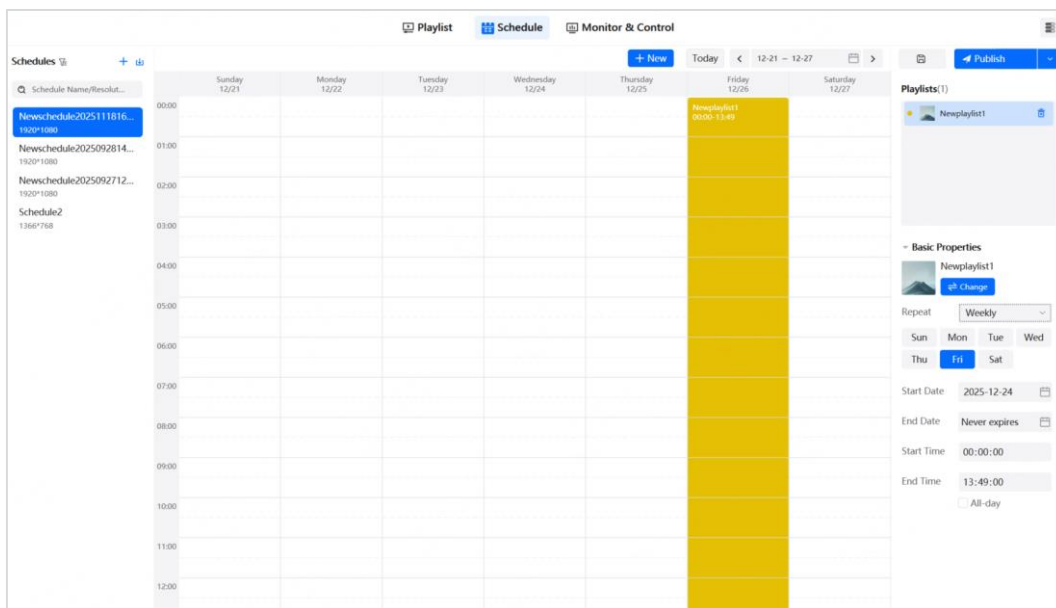 Playlist Schedule Monitor & Control
Schedules
Schedule Name/Resolut...
Newschedule2025111816...
1920*1080
Newschedule2025092814...
1920*1080
Newschedule2025092712...
1920*1080
Schedule2
1366*768
+ New Today < 12-21 ~ 12-27 >
Sunday
12/21
Monday
12/22
Tuesday
12/23
Wednesday
12/24
Thursday
12/25
Friday
12/26
Saturday
12/27
00:00
01:00
02:00
03:00
04:00
05:00
06:00
07:00
08:00
09:00
10:00
11:00
12:00
Newplaylist1
00:00-13:49
Publish
Playlists(1)
Newplaylist1
Basic Properties
Newplaylist1
Change
Repeat Weekly
Sun Mon Tue Wed
Thu Fri Sat
Start Date 2025-12-24
End Date Never expires
Start Time 00:00:00
End Time 13:49:00
All-day